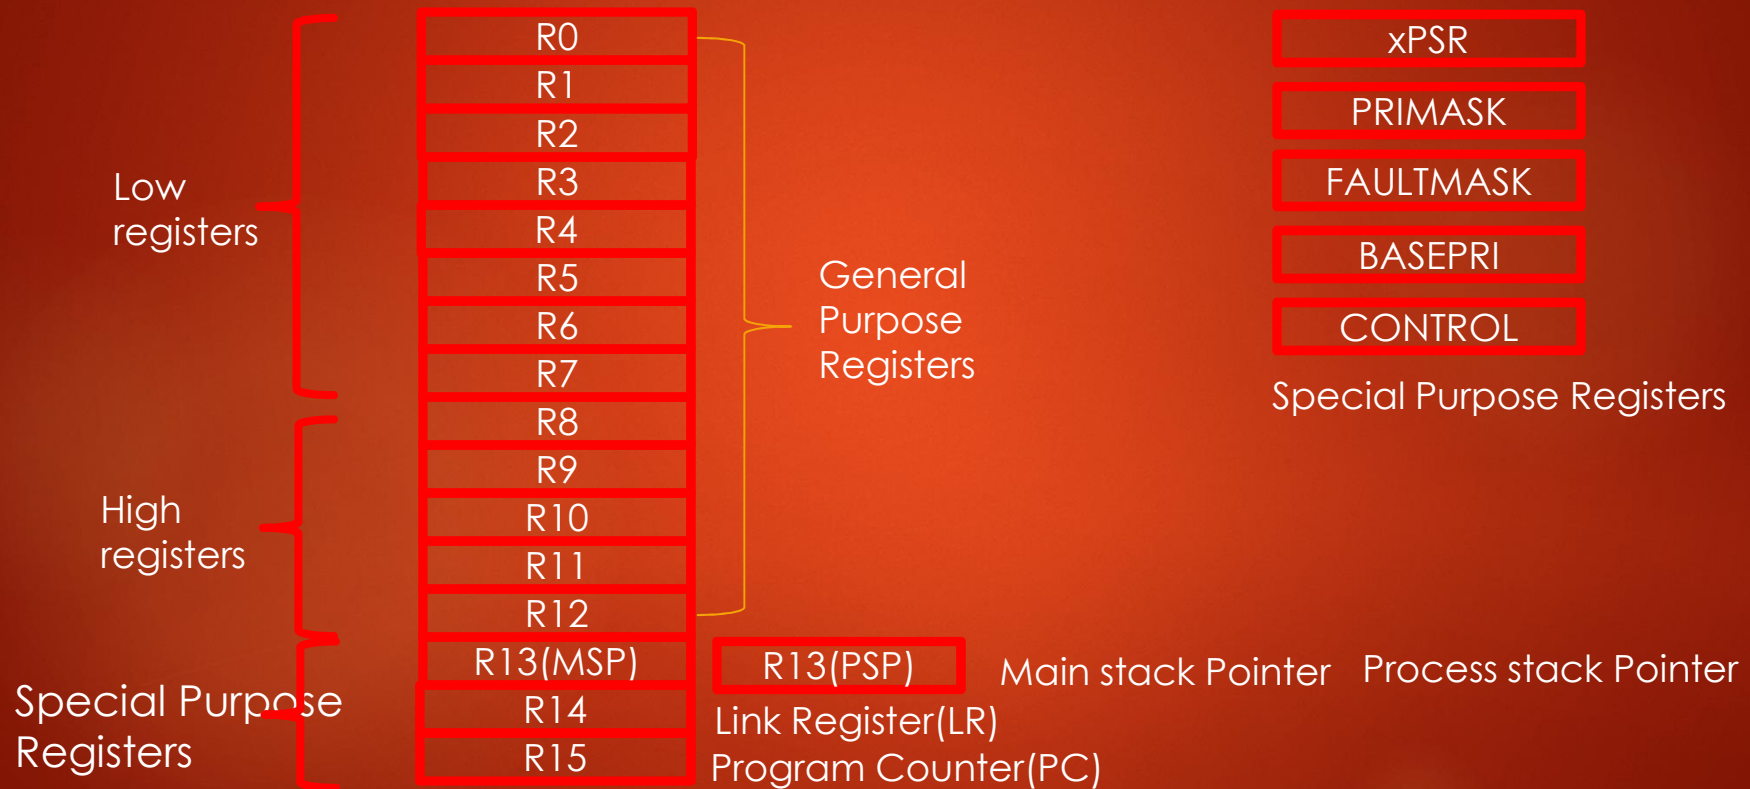 Low
registers
High
registers
Special Purpose
Registers
R0
R1
R2
R3
R4
R5
R6
R7
R8
R9
R10
R11
R12
R13(MSP)
R14
R15
General
Purpose
Registers
R13(PSP)
Main stack Pointer
Process stack Pointer
Link Register(LR)
Program Counter(PC)
xPSR
PRIMASK
FAULTMASK
BASEPRI
CONTROL
Special Purpose Registers